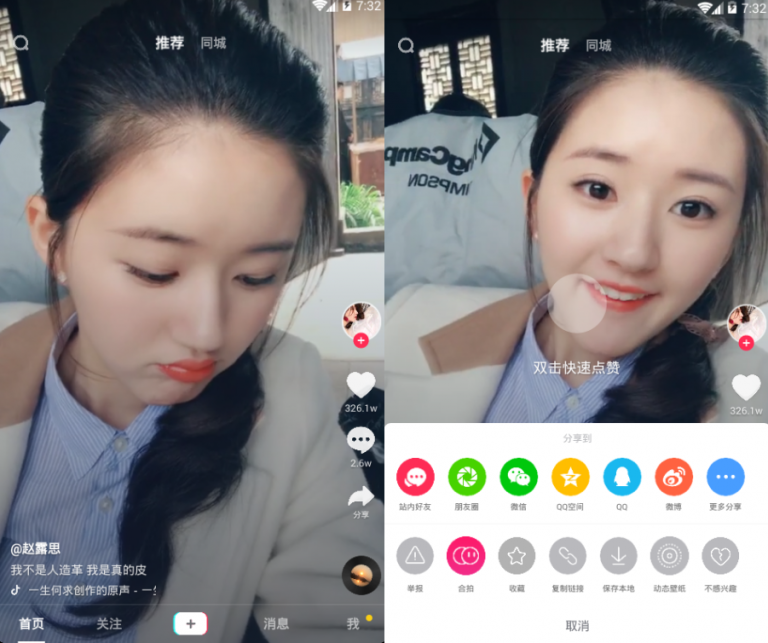 7:32
推荐 同城
326.1w
2.6w
分享
@赵露思
我不是人造革 我是真的皮
一生何求创作的原声 - 一生
首页 关注 消息 我
7:32
推荐 同城
双击快速点赞
326.1w
分享到
站内好友 朋友圈 微信 QQ空间 QQ 微博 更多分享
举报 合拍 收藏 复制链接 保存本地 动态壁纸 不感兴趣
取消